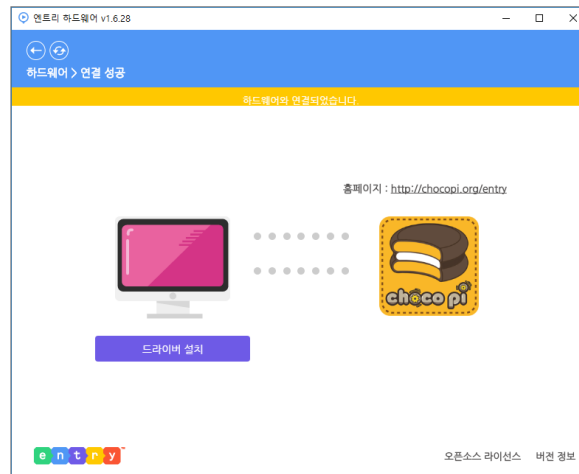 엔트리 하드웨어 v1.6.28
하드웨어 > 연결 성공
하드웨어와 연결되었습니다
홈페이지 : http://chocopi.org/entry
choco pi
드라이버 설치
entry
오픈소스 라이선스 버전 정보